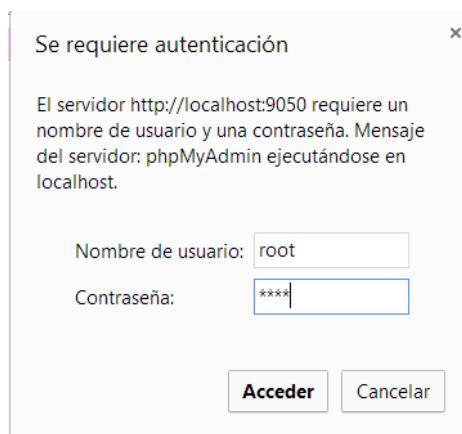 Se requiere autenticación
×
El servidor http://localhost:9050 requiere un
nombre de usuario y una contraseña. Mensaje
del servidor: phpMyAdmin ejecutándose en
localhost.
Nombre de usuario: root
Contraseña: ****
Acceder Cancelar